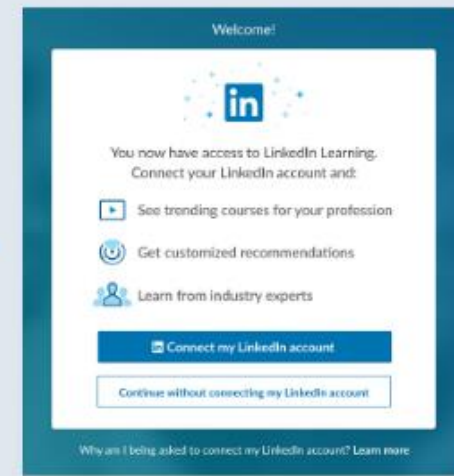 Welcome!
in
You now have access to LinkedIn Learning.
Connect your LinkedIn account and:
See trending courses for your profession
Get customized recommendations
Learn from industry experts
in Connect my LinkedIn account
Continue without connecting my LinkedIn account
Why am I being asked to connect my LinkedIn account? Learn more